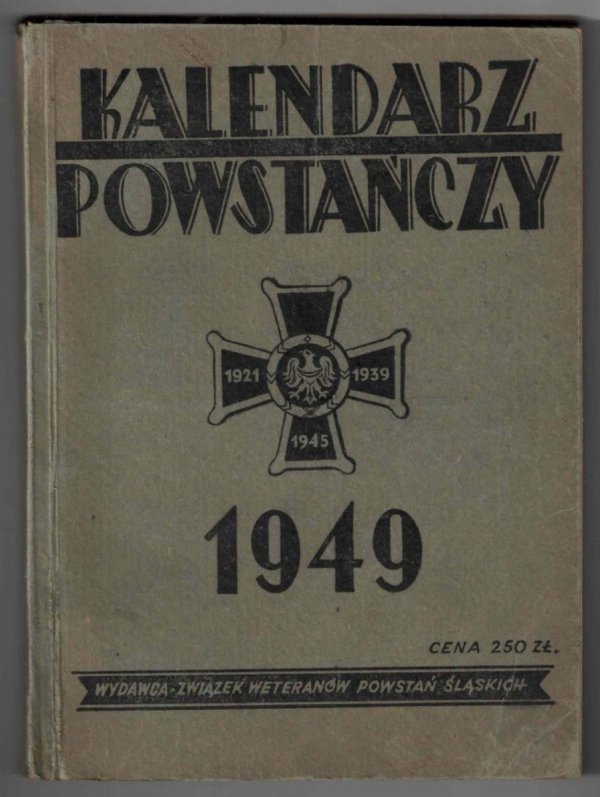 KALENDARZ
POWSTAŃCZY
1921 1939
1945
1949
CENA 250 ZŁ.
WYDAWCA-ZWIĄZEK WETERANÓW POWSTAŃ ŚLĄSKICH